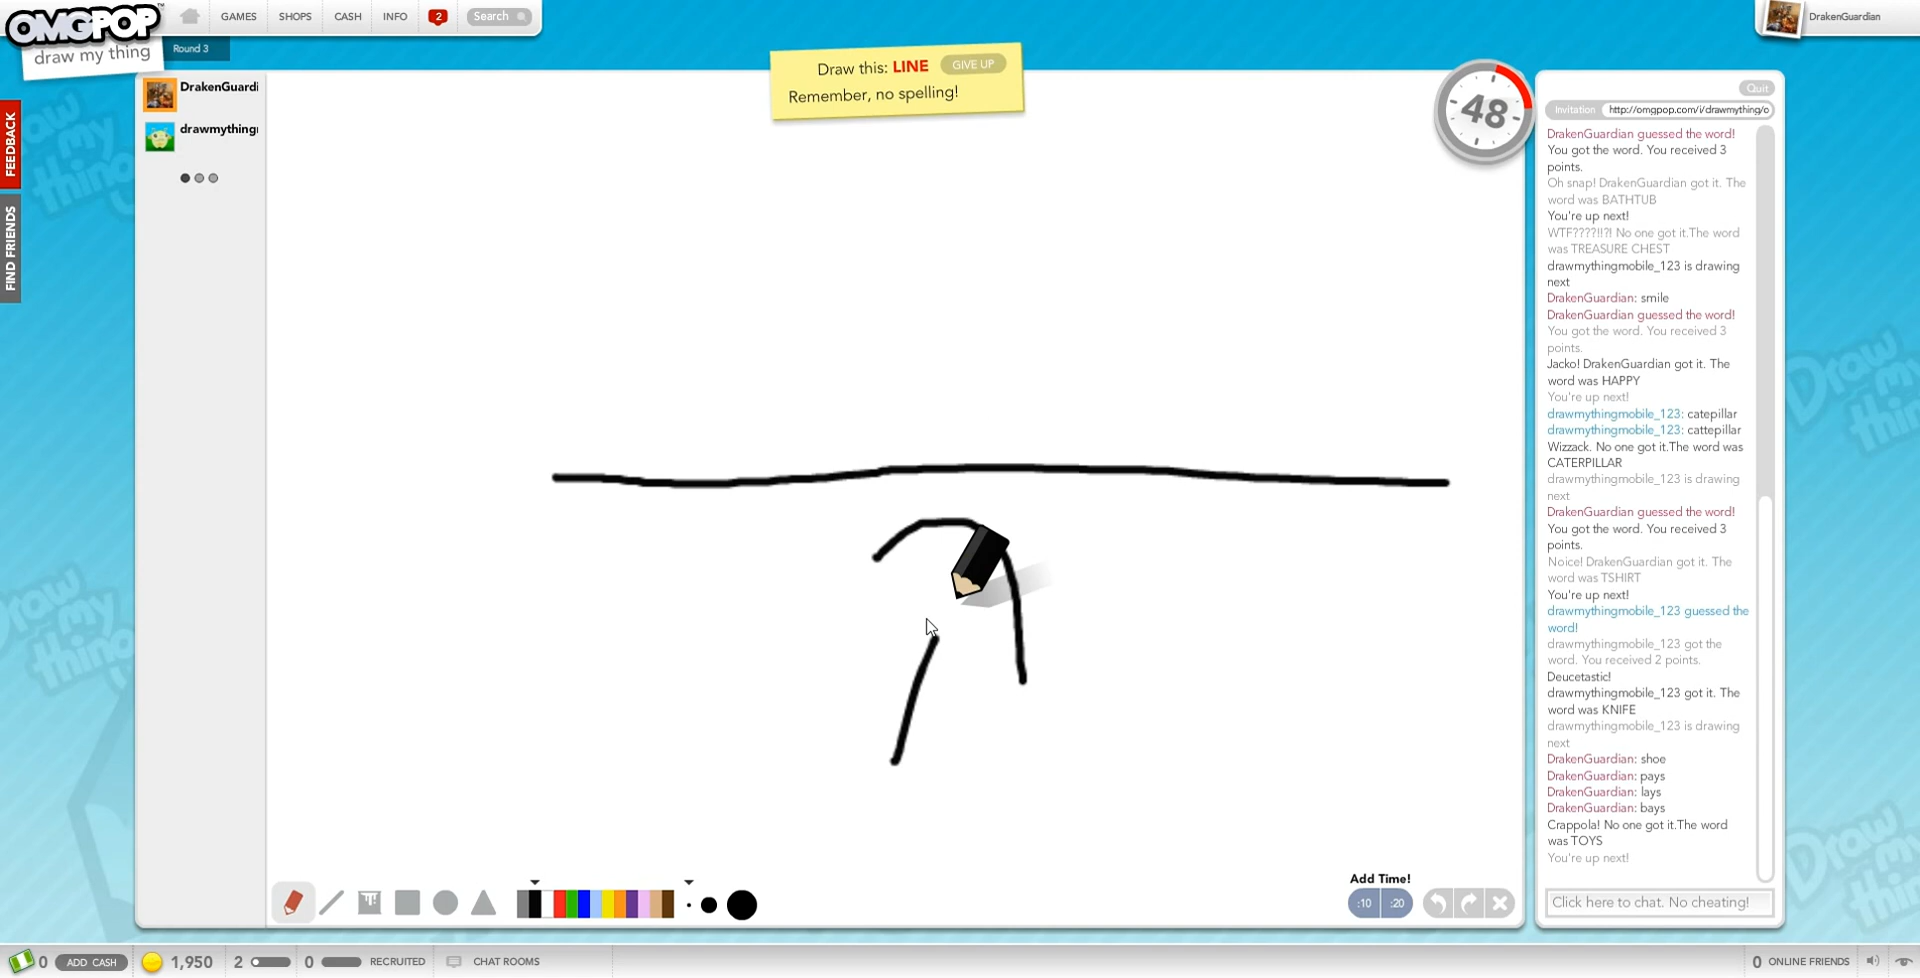 OMGPOP™
draw my thing
GAMES
SHOPS
CASH
INFO
2
Search
DrakenGuardian
Round 3
FEEDBACK
FIND FRIENDS
DrakenGuardi
drawmything
Draw this: LINE
GIVE UP
Remember, no spelling!
48
Quit
Invitation http://omgpop.com/i/drawmything/o
DrakenGuardian guessed the word!
You got the word. You received 3
points.
Oh snap! DrakenGuardian got it. The
word was BATHTUB
You're up next!
WTF????!!?! No one got it.The word
was TREASURE CHEST
drawmythingmobile_123 is drawing
next
DrakenGuardian: smile
DrakenGuardian guessed the word!
You got the word. You received 3
points.
Jacko! DrakenGuardian got it. The
word was HAPPY
You're up next!
drawmythingmobile_123: catepillar
drawmythingmobile_123: cattepillar
Wizzack. No one got it.The word was
CATERPILLAR
drawmythingmobile_123 is drawing
next
DrakenGuardian guessed the word!
You got the word. You received 3
points.
Noice! DrakenGuardian got it. The
word was TSHIRT
You're up next!
drawmythingmobile_123 guessed the
word!
drawmythingmobile_123 got the
word. You received 2 points.
Deucetastic!
drawmythingmobile_123 got it. The
word was KNIFE
drawmythingmobile_123 is drawing
next
DrakenGuardian: shoe
DrakenGuardian: pays
DrakenGuardian: lays
DrakenGuardian: bays
Crappola! No one got it.The word
was TOYS
You're up next!
Click here to chat. No cheating!
Add Time!
:10 :20
0 ADD CASH 1,950 2 0 RECRUITED CHAT ROOMS 0 ONLINE FRIENDS